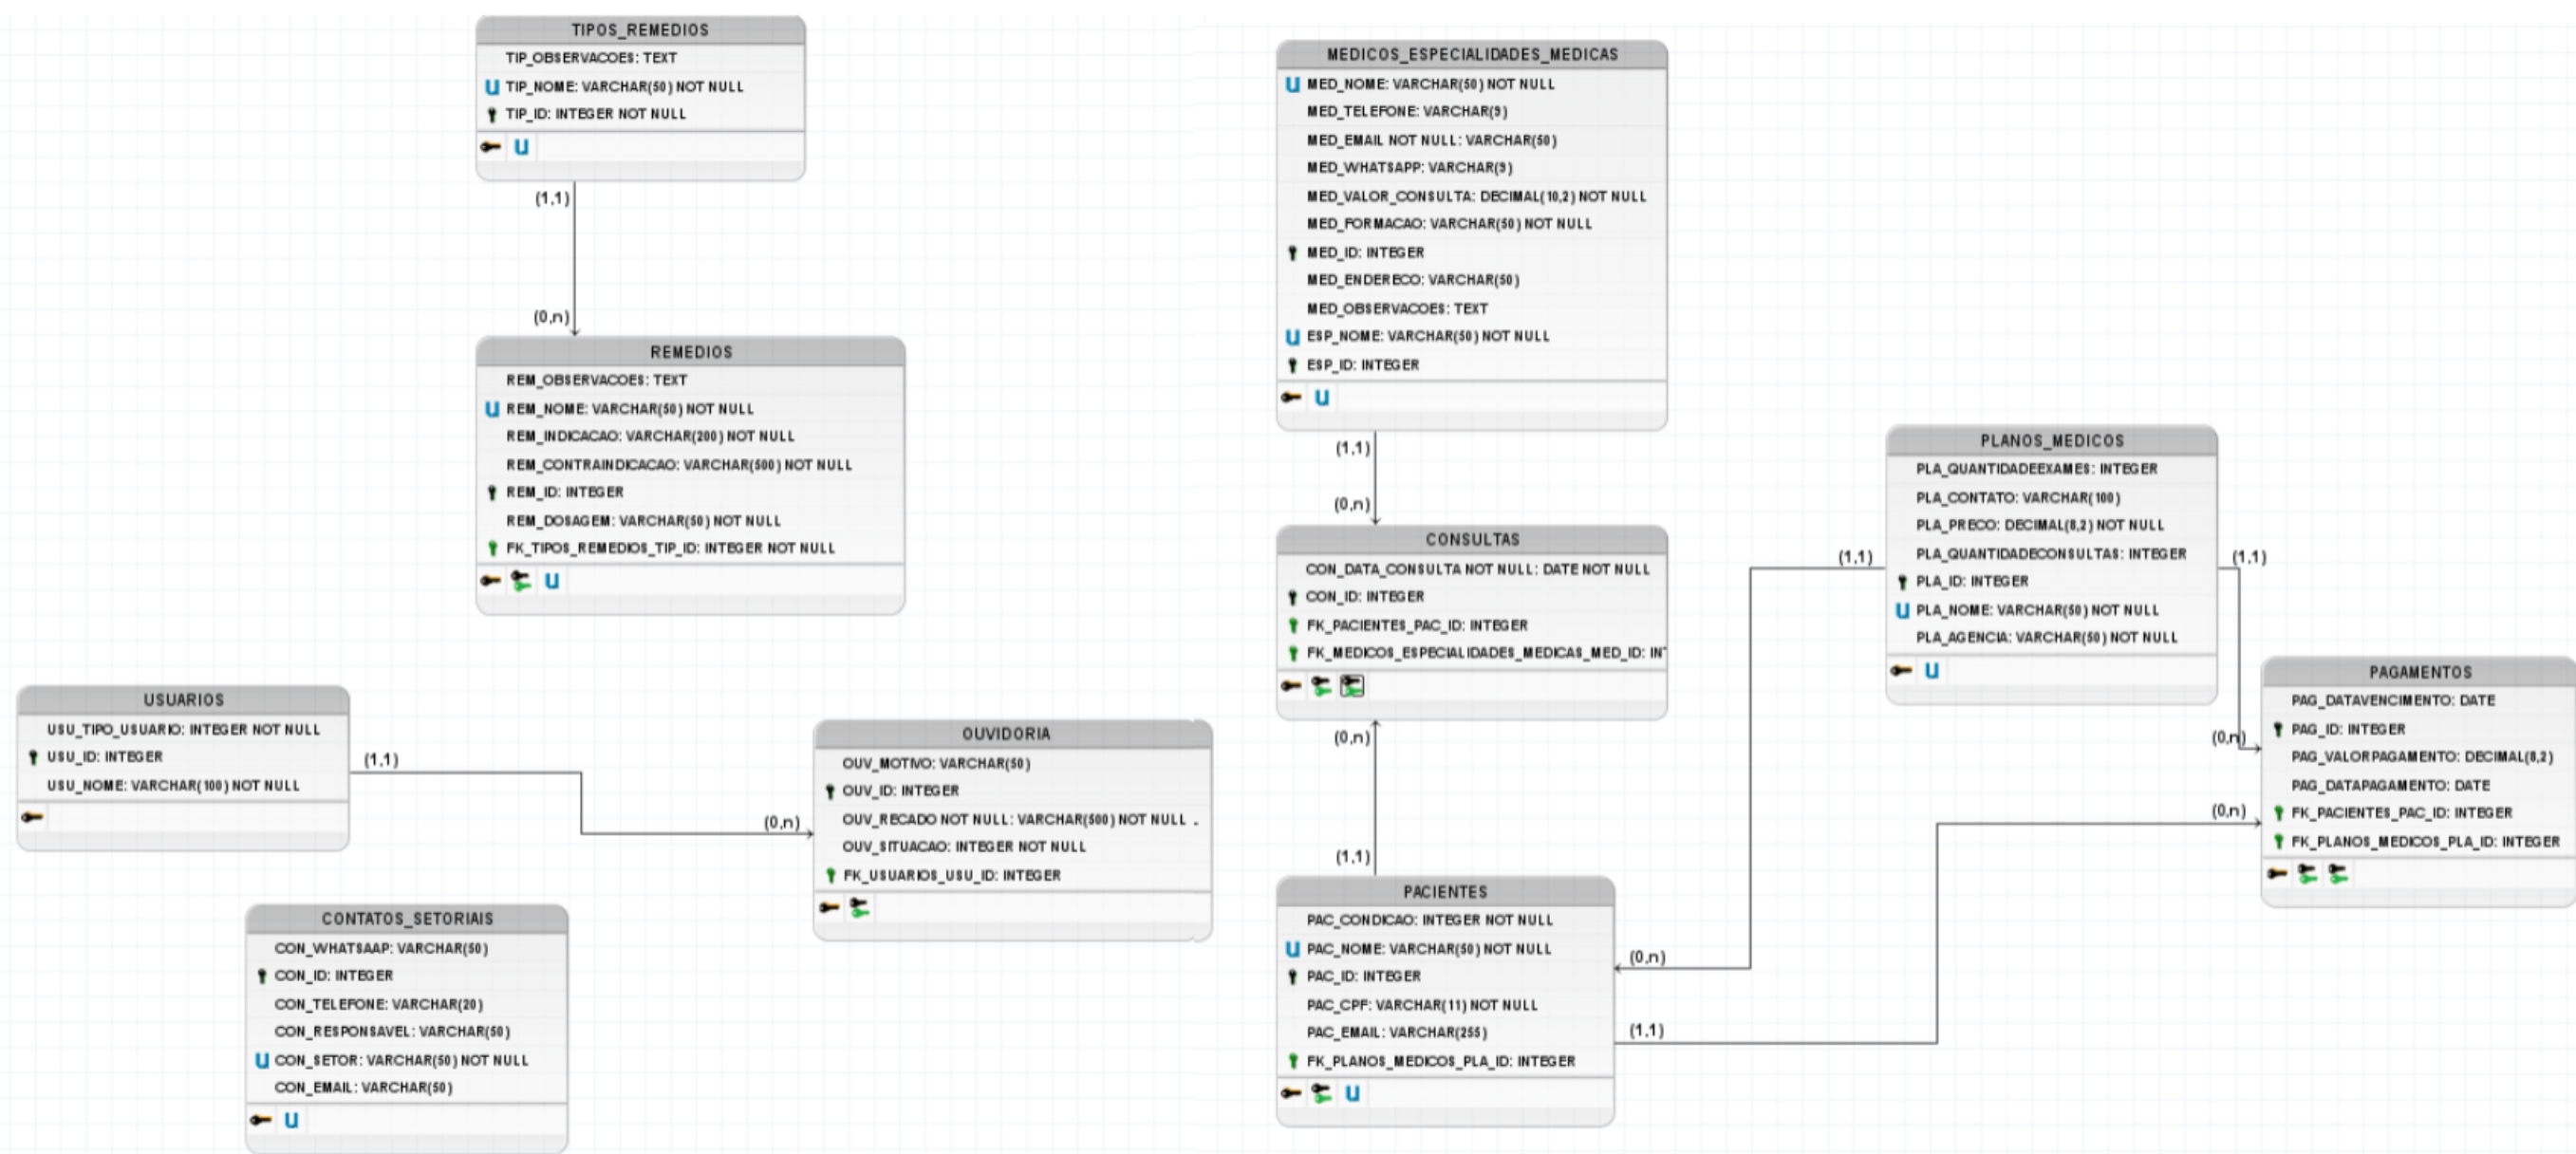 TIPOS_REMEDIOS
TIP_OBSERVACOES: TEXT
U TIP_NOME: VARCHAR(50) NOT NULL
TIP_ID: INTEGER NOT NULL
U
(1,1)
(0,n)
REMEDIOS
REM_OBSERVACOES: TEXT
U REM_NOME: VARCHAR(50) NOT NULL
REM_INDICACAO: VARCHAR(200) NOT NULL
REM_CONTRAINDICACAO: VARCHAR(500) NOT NULL
REM_ID: INTEGER
REM_DOSAGEM: VARCHAR(50) NOT NULL
FK_TIPOS_REMEDIOS_TIP_ID: INTEGER NOT NULL
U
USUARIOS
USU_TIPO_USUARIO: INTEGER NOT NULL
USU_ID: INTEGER
USU_NOME: VARCHAR(100) NOT NULL
(1,1)
(0,n)
OUVIDORIA
OUV_MOTIVO: VARCHAR(50)
OUV_ID: INTEGER
OUV_RECADO NOT NULL: VARCHAR(500) NOT NULL .
OUV_SITUACAO: INTEGER NOT NULL
FK_USUARIOS_USU_ID: INTEGER
CONTATOS_SETORIAIS
CON_WHATSAAP: VARCHAR(50)
CON_ID: INTEGER
CON_TELEFONE: VARCHAR(20)
CON_RESPONSAVEL: VARCHAR(50)
U CON_SETOR: VARCHAR(50) NOT NULL
CON_EMAIL: VARCHAR(50)
U
MEDICOS_ESPECIALIDADES_MEDICAS
U MED_NOME: VARCHAR(50) NOT NULL
MED_TELEFONE: VARCHAR(9)
MED_EMAIL NOT NULL: VARCHAR(50)
MED_WHATSAPP: VARCHAR(9)
MED_VALOR_CONSULTA: DECIMAL(10,2) NOT NULL
MED_FORMACAO: VARCHAR(50) NOT NULL
MED_ID: INTEGER
MED_ENDERECO: VARCHAR(50)
MED_OBSERVACOES: TEXT
U ESP_NOME: VARCHAR(50) NOT NULL
ESP_ID: INTEGER
U
(1,1)
(0,n)
CONSULTAS
CON_DATA_CONSULTA NOT NULL: DATE NOT NULL
CON_ID: INTEGER
FK_PACIENTES_PAC_ID: INTEGER
FK_MEDICOS_ESPECIALIDADES_MEDICAS_MED_ID: INT
(0,n)
(1,1)
PACIENTES
PAC_CONDICAO: INTEGER NOT NULL
U PAC_NOME: VARCHAR(50) NOT NULL
PAC_ID: INTEGER
PAC_CPF: VARCHAR(11) NOT NULL
PAC_EMAIL: VARCHAR(255)
FK_PLANOS_MEDICOS_PLA_ID: INTEGER
U
(0,n)
(1,1)
(1,1)
PLANOS_MEDICOS
PLA_QUANTIDADEEXAMES: INTEGER
PLA_CONTATO: VARCHAR(100)
PLA_PRECO: DECIMAL(8,2) NOT NULL
PLA_QUANTIDADECONSULTAS: INTEGER
PLA_ID: INTEGER
U PLA_NOME: VARCHAR(50) NOT NULL
PLA_AGENCIA: VARCHAR(50) NOT NULL
U
(1,1)
(0,n)
(0,n)
PAGAMENTOS
PAG_DATAVENCIMENTO: DATE
PAG_ID: INTEGER
PAG_VALORPAGAMENTO: DECIMAL(8,2)
PAG_DATAPAGAMENTO: DATE
FK_PACIENTES_PAC_ID: INTEGER
FK_PLANOS_MEDICOS_PLA_ID: INTEGER